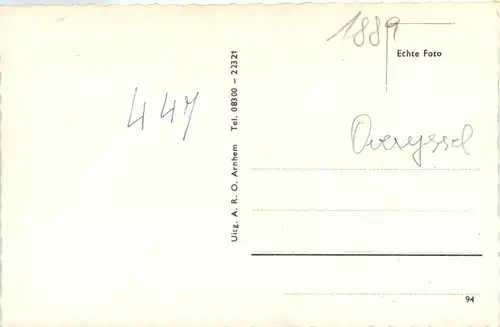 1889
Echte Foto
447
Overyssel
Uitg. A. R. O. Arnhem Tel. 08300 - 22321
94